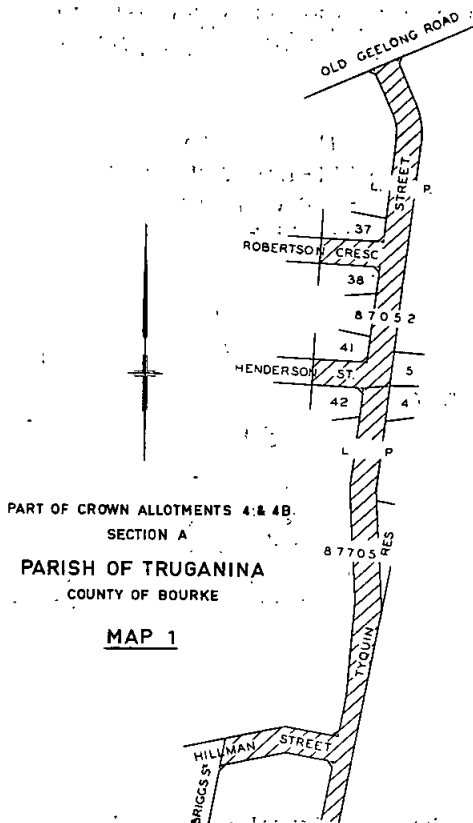 OLD GEELONG ROAD
STREET
L. P.
37
ROBERTSON CRESC
38
87052
41
HENDERSON ST.
5
42
4
L P
PART OF CROWN ALLOTMENTS 4 & 4B
SECTION A
PARISH OF TRUGANINA
COUNTY OF BOURKE
MAP 1
87705
RES
TYQUIN
HILLMAN STREET
BRIGGS ST